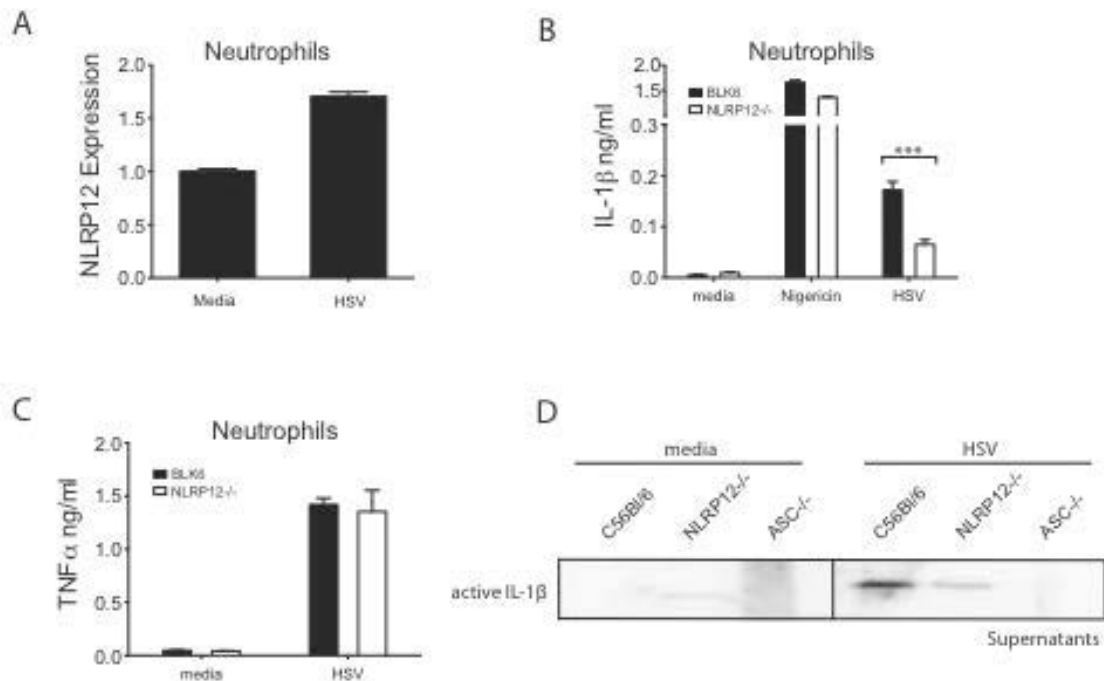 A
Neutrophils
NLRP12 Expression
2.0
1.5
1.0
0.5
0.0
Media
HSV
B
Neutrophils
BLK6
NLRP12-/-
IL-1β ng/ml
2.0
1.5
0.3
0.2
0.1
0.0
***
media
Nigericin
HSV
C
Neutrophils
BLK6
NLRP12-/-
TNFα ng/ml
2.0
1.5
1.0
0.5
0.0
media
HSV
D
media
HSV
C56Bl/6
NLRP12-/-
ASC-/-
C56Bl/6
NLRP12-/-
ASC-/-
active IL-1β
Supernatants